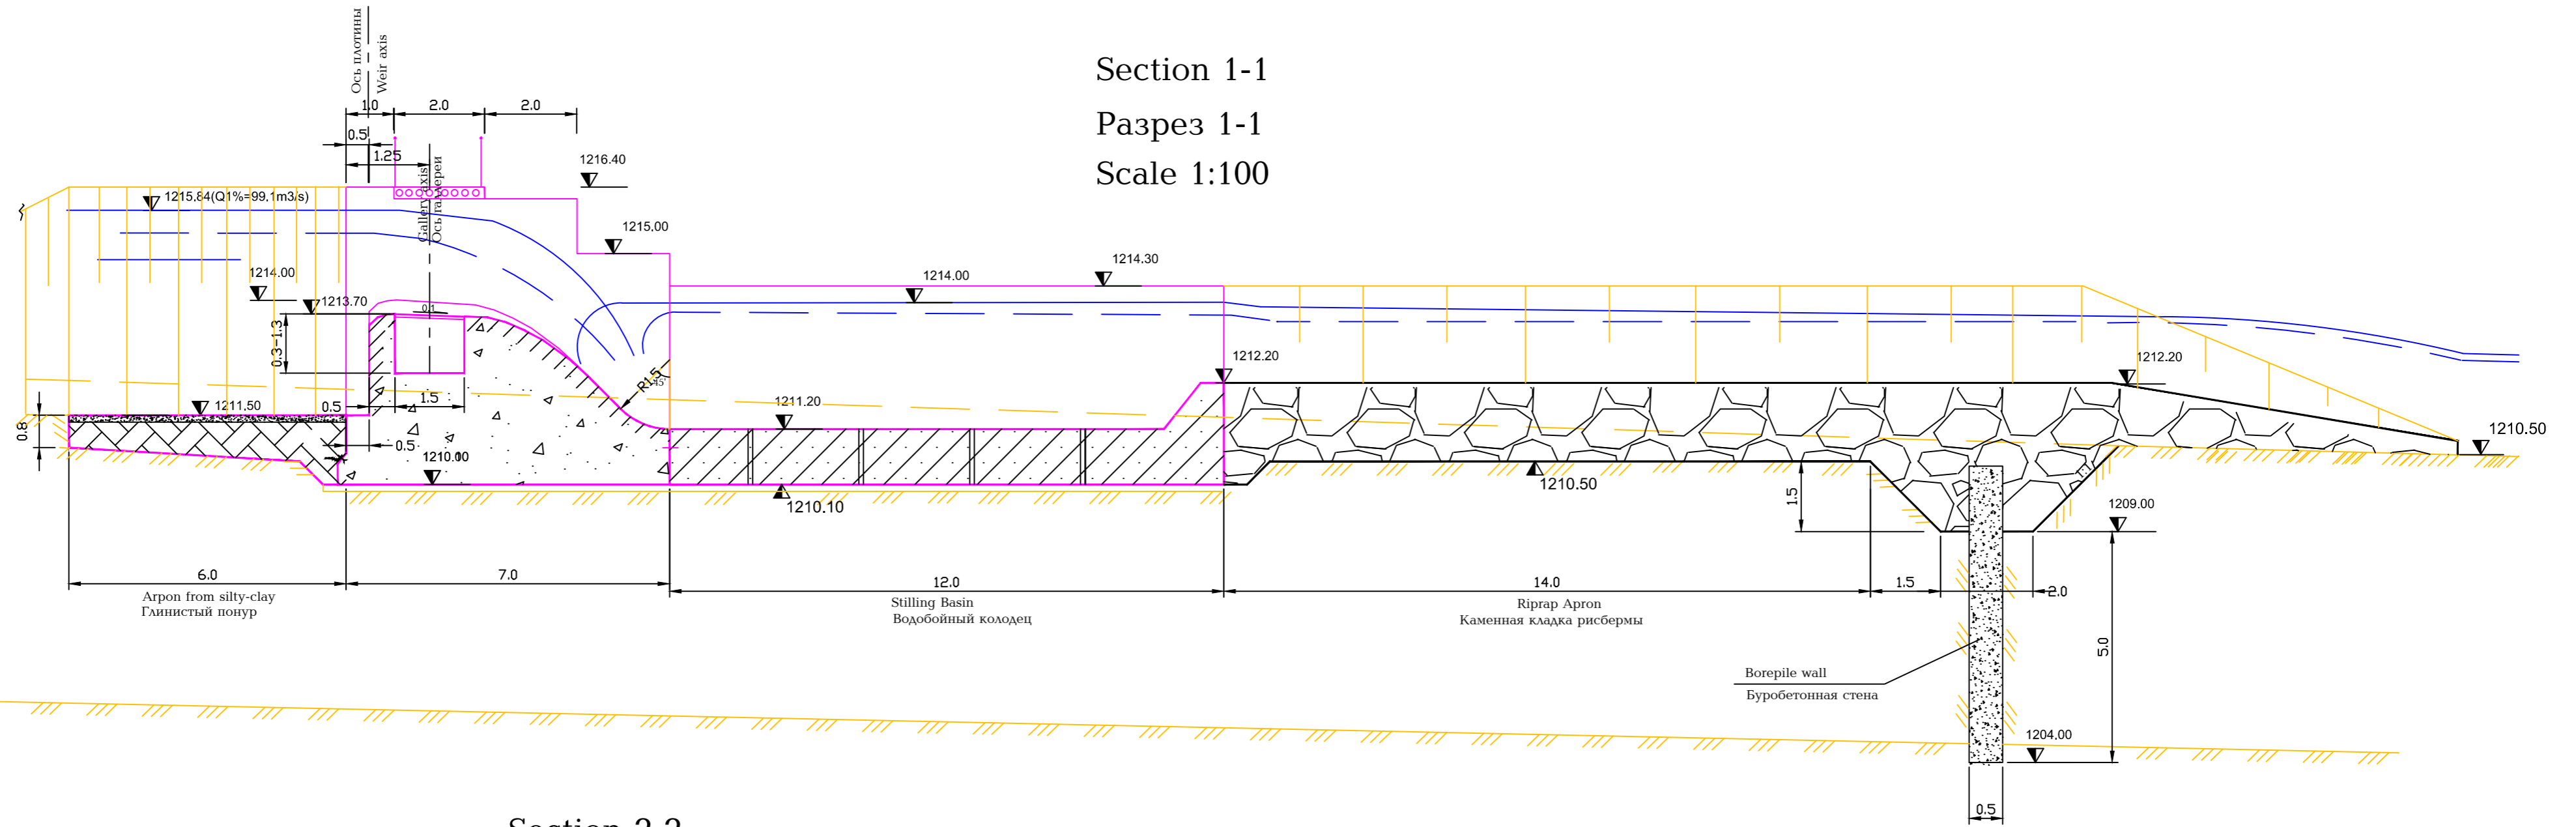 Section 1-1
Разрез 1-1
Scale 1:100
Ось плотины
Weir axis
1.0
2.0
2.0
0.5
1.25
Gallery axis
Ось галлереи
1216.40
1215.84(Q1%=99,1m3/s)
1215.00
1214.00
1213.70
0.1
0.3-1.3
1214.00
1214.30
1212.20
1212.20
R1.5
45°
1211.50
0.5
1.5
0.8
0.5
1211.20
1210.50
1210.10
1210.50
1.5
1209.00
6.0
7.0
12.0
14.0
1.5
2.0
Arpon from silty-clay
Глинистый понур
Stilling Basin
Водобойный колодец
Riprap Apron
Каменная кладка рисбермы
5.0
Borepile wall
Буробетонная стена
1204.00
0.5
Section 2-2